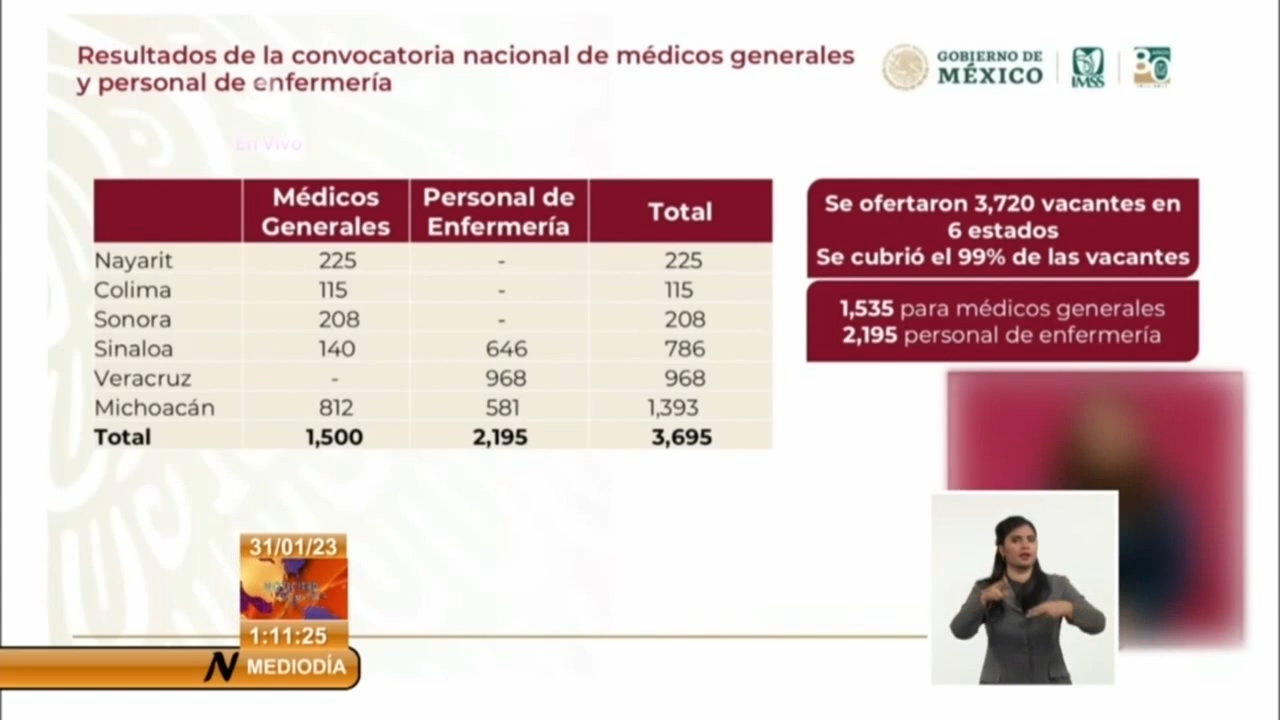 Resultados de la convocatoria nacional de médicos generales
y personal de enfermería
GOBIERNO DE
MÉXICO
IMSS
En Vivo
Médicos Generales Personal de Enfermería Total
Nayarit 225 - 225
Colima 115 - 115
Sonora 208 - 208
Sinaloa 140 646 786
Veracruz - 968 968
Michoacán 812 581 1,393
Total 1,500 2,195 3,695
Se ofertaron 3,720 vacantes en
6 estados
Se cubrió el 99% de las vacantes
1,535 para médicos generales
2,195 personal de enfermería
31/01/23
1:11:25
N MEDIODÍA